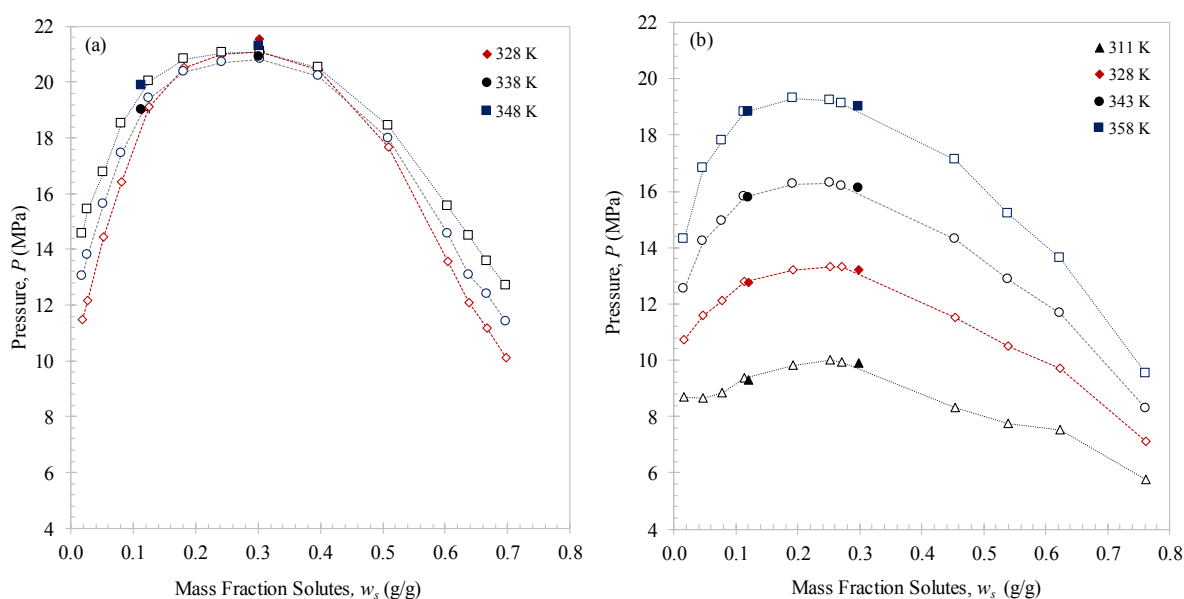 (a)
328 K
338 K
348 K
22
20
18
16
14
12
10
8
6
4
Pressure, P (MPa)
0.0 0.1 0.2 0.3 0.4 0.5 0.6 0.7 0.8
Mass Fraction Solutes, ws (g/g)
(b)
311 K
328 K
343 K
358 K
22
20
18
16
14
12
10
8
6
4
Pressure, P (MPa)
0.0 0.1 0.2 0.3 0.4 0.5 0.6 0.7 0.8
Mass Fraction Solutes, ws (g/g)